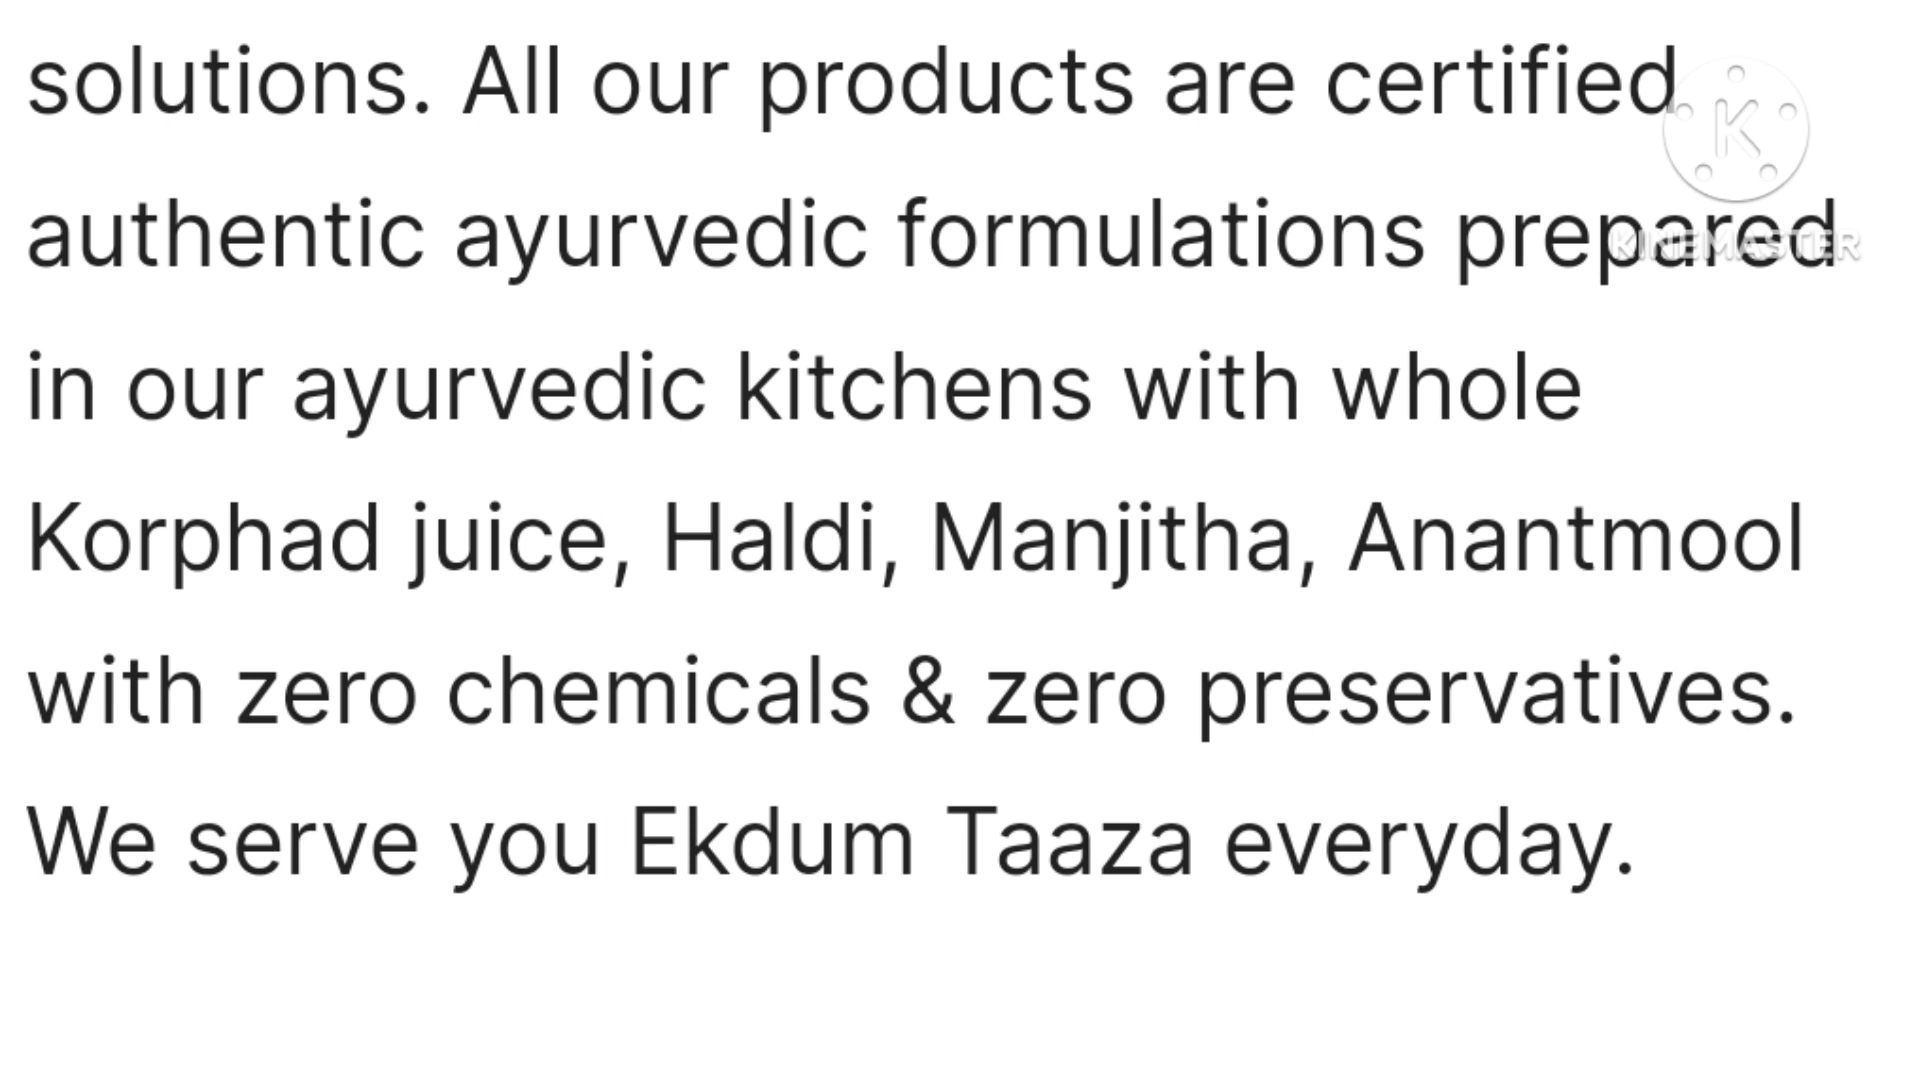 solutions. All our products are certified
authentic ayurvedic formulations prepared
in our ayurvedic kitchens with whole
Korphad juice, Haldi, Manjitha, Anantmool
with zero chemicals & zero preservatives.
We serve you Ekdum Taaza everyday.
K
KINEMASTER